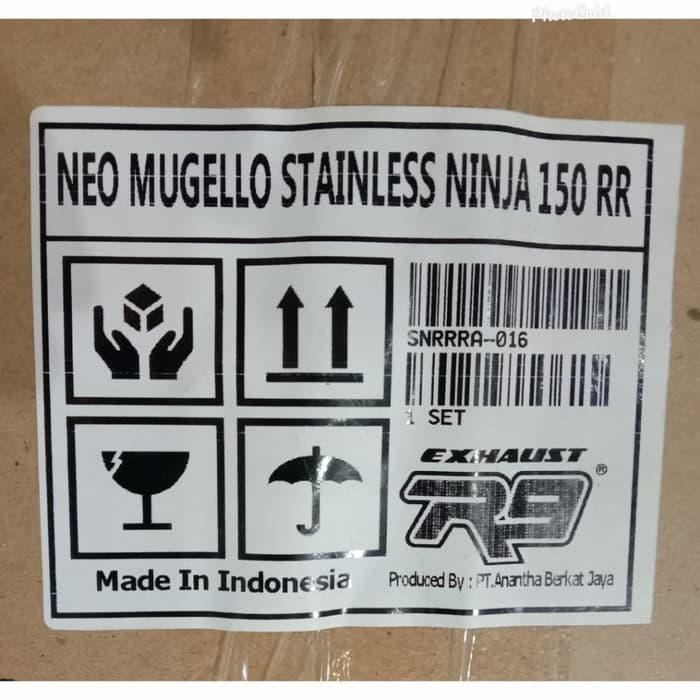 PhotoGrid
NEO MUGELLO STAINLESS NINJA 150 RR
SNRRRA-016
1 SET
EXHAUST
R9®
Made In Indonesia
Produced By : PT.Anantha Berkat Jaya